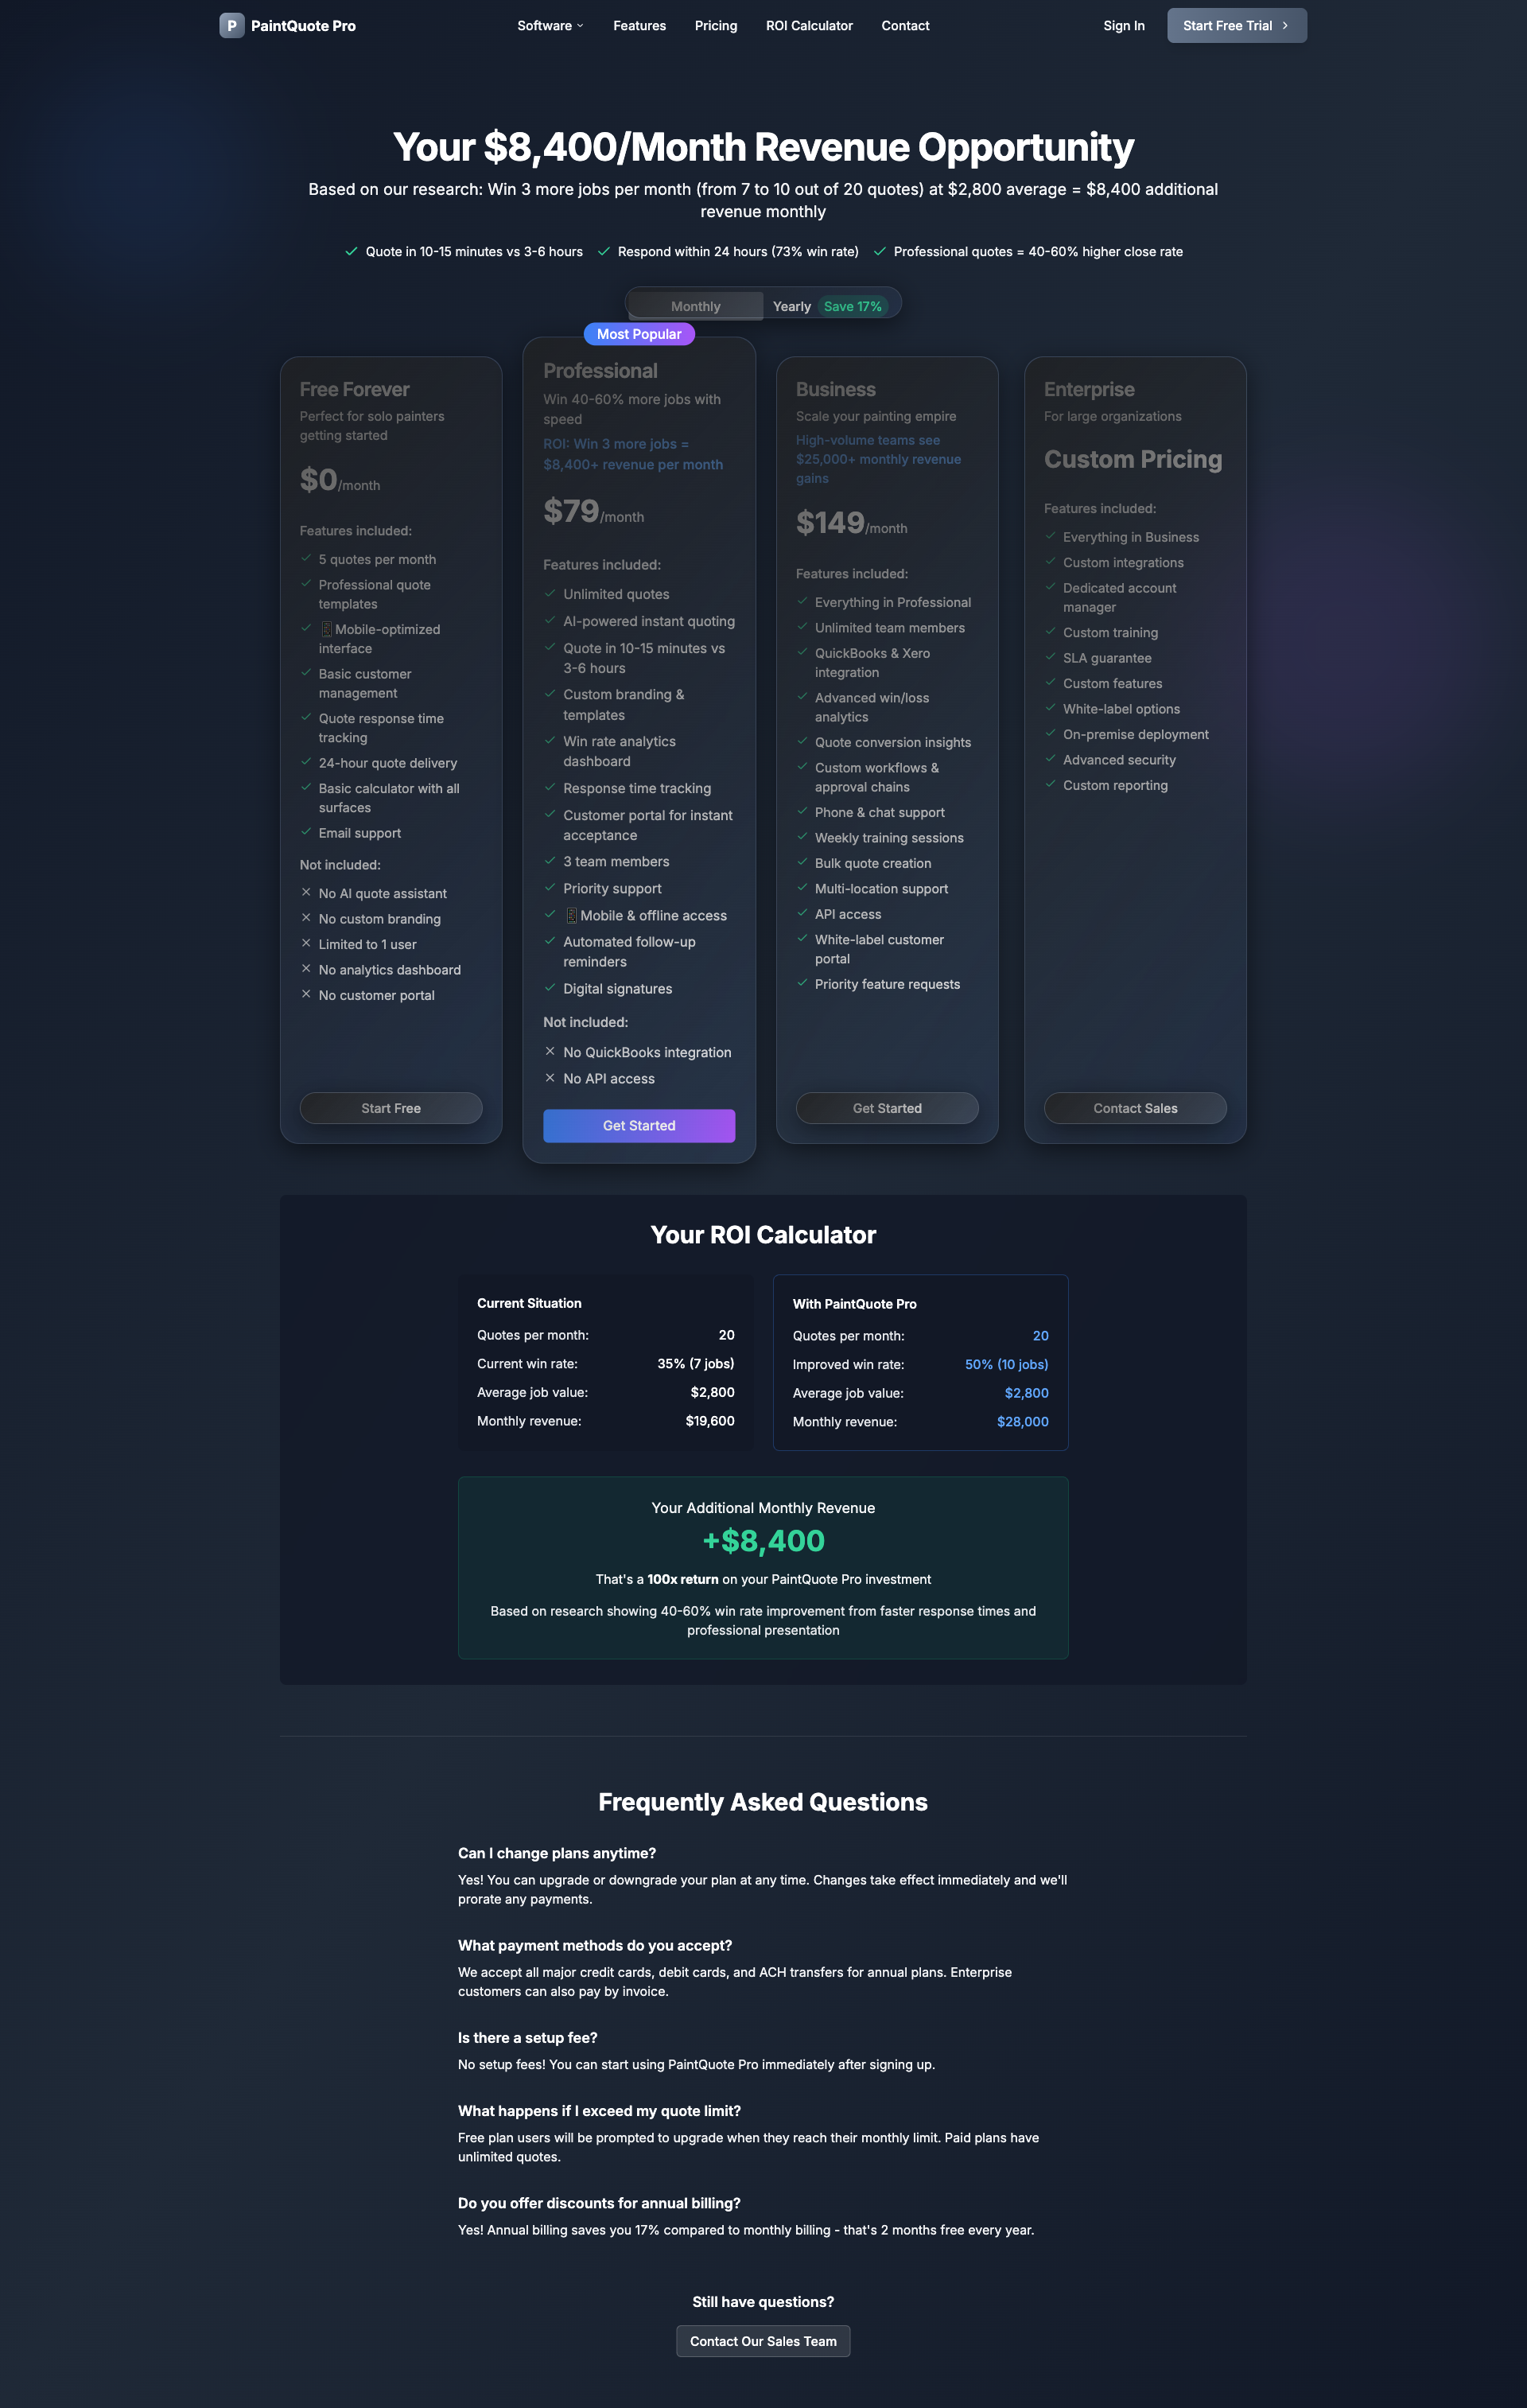 P PaintQuote Pro
Software
Features
Pricing
ROI Calculator
Contact
Sign In
Start Free Trial
Your $8,400/Month Revenue Opportunity
Based on our research: Win 3 more jobs per month (from 7 to 10 out of 20 quotes) at $2,800 average = $8,400 additional
revenue monthly
Quote in 10-15 minutes vs 3-6 hours
Respond within 24 hours (73% win rate)
Professional quotes = 40-60% higher close rate
Monthly
Yearly Save 17%
Free Forever
Perfect for solo painters
getting started
$0/month
Features included:
5 quotes per month
Professional quote
templates
Mobile-optimized
interface
Basic customer
management
Quote response time
tracking
24-hour quote delivery
Basic calculator with all
surfaces
Email support
Not included:
No AI quote assistant
No custom branding
Limited to 1 user
No analytics dashboard
No customer portal
Start Free
Most Popular
Professional
Win 40-60% more jobs with
speed
ROI: Win 3 more jobs =
$8,400+ revenue per month
$79/month
Features included:
Unlimited quotes
AI-powered instant quoting
Quote in 10-15 minutes vs
3-6 hours
Custom branding &
templates
Win rate analytics
dashboard
Response time tracking
Customer portal for instant
acceptance
3 team members
Priority support
Mobile & offline access
Automated follow-up
reminders
Digital signatures
Not included:
No QuickBooks integration
No API access
Get Started
Business
Scale your painting empire
High-volume teams see
$25,000+ monthly revenue
gains
$149/month
Features included:
Everything in Professional
Unlimited team members
QuickBooks & Xero
integration
Advanced win/loss
analytics
Quote conversion insights
Custom workflows &
approval chains
Phone & chat support
Weekly training sessions
Bulk quote creation
Multi-location support
API access
White-label customer
portal
Priority feature requests
Get Started
Enterprise
For large organizations
Custom Pricing
Features included:
Everything in Business
Custom integrations
Dedicated account
manager
Custom training
SLA guarantee
Custom features
White-label options
On-premise deployment
Advanced security
Custom reporting
Contact Sales
Your ROI Calculator
Current Situation
Quotes per month: 20
Current win rate: 35% (7 jobs)
Average job value: $2,800
Monthly revenue: $19,600
With PaintQuote Pro
Quotes per month: 20
Improved win rate: 50% (10 jobs)
Average job value: $2,800
Monthly revenue: $28,000
Your Additional Monthly Revenue
+$8,400
That's a 100x return on your PaintQuote Pro investment
Based on research showing 40-60% win rate improvement from faster response times and
professional presentation
Frequently Asked Questions
Can I change plans anytime?
Yes! You can upgrade or downgrade your plan at any time. Changes take effect immediately and we'll
prorate any payments.
What payment methods do you accept?
We accept all major credit cards, debit cards, and ACH transfers for annual plans. Enterprise
customers can also pay by invoice.
Is there a setup fee?
No setup fees! You can start using PaintQuote Pro immediately after signing up.
What happens if I exceed my quote limit?
Free plan users will be prompted to upgrade when they reach their monthly limit. Paid plans have
unlimited quotes.
Do you offer discounts for annual billing?
Yes! Annual billing saves you 17% compared to monthly billing - that's 2 months free every year.
Still have questions?
Contact Our Sales Team